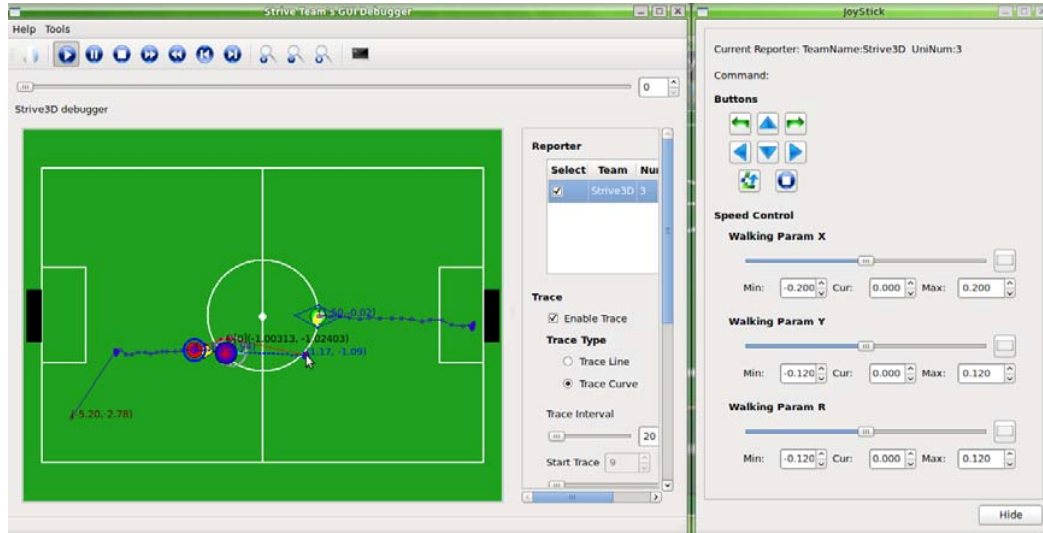 Strive Team's GUI Debugger
Help Tools
0
Strive3D debugger
Reporter
Select Team Nu
Strive3D 3
Trace
Enable Trace
Trace Type
Trace Line
Trace Curve
Trace Interval
20
Start Trace 9
(1.50, -0.02)
(-1.00313, -1.02403)
(1.17, -1.09)
(-5.20, -2.78)
JoyStick
Current Reporter: TeamName:Strive3D UniNum:3
Command:
Buttons
Speed Control
Walking Param X
Min: -0.200 Cur: 0.000 Max: 0.200
Walking Param Y
Min: -0.120 Cur: 0.000 Max: 0.120
Walking Param R
Min: -0.120 Cur: 0.000 Max: 0.120
Hide